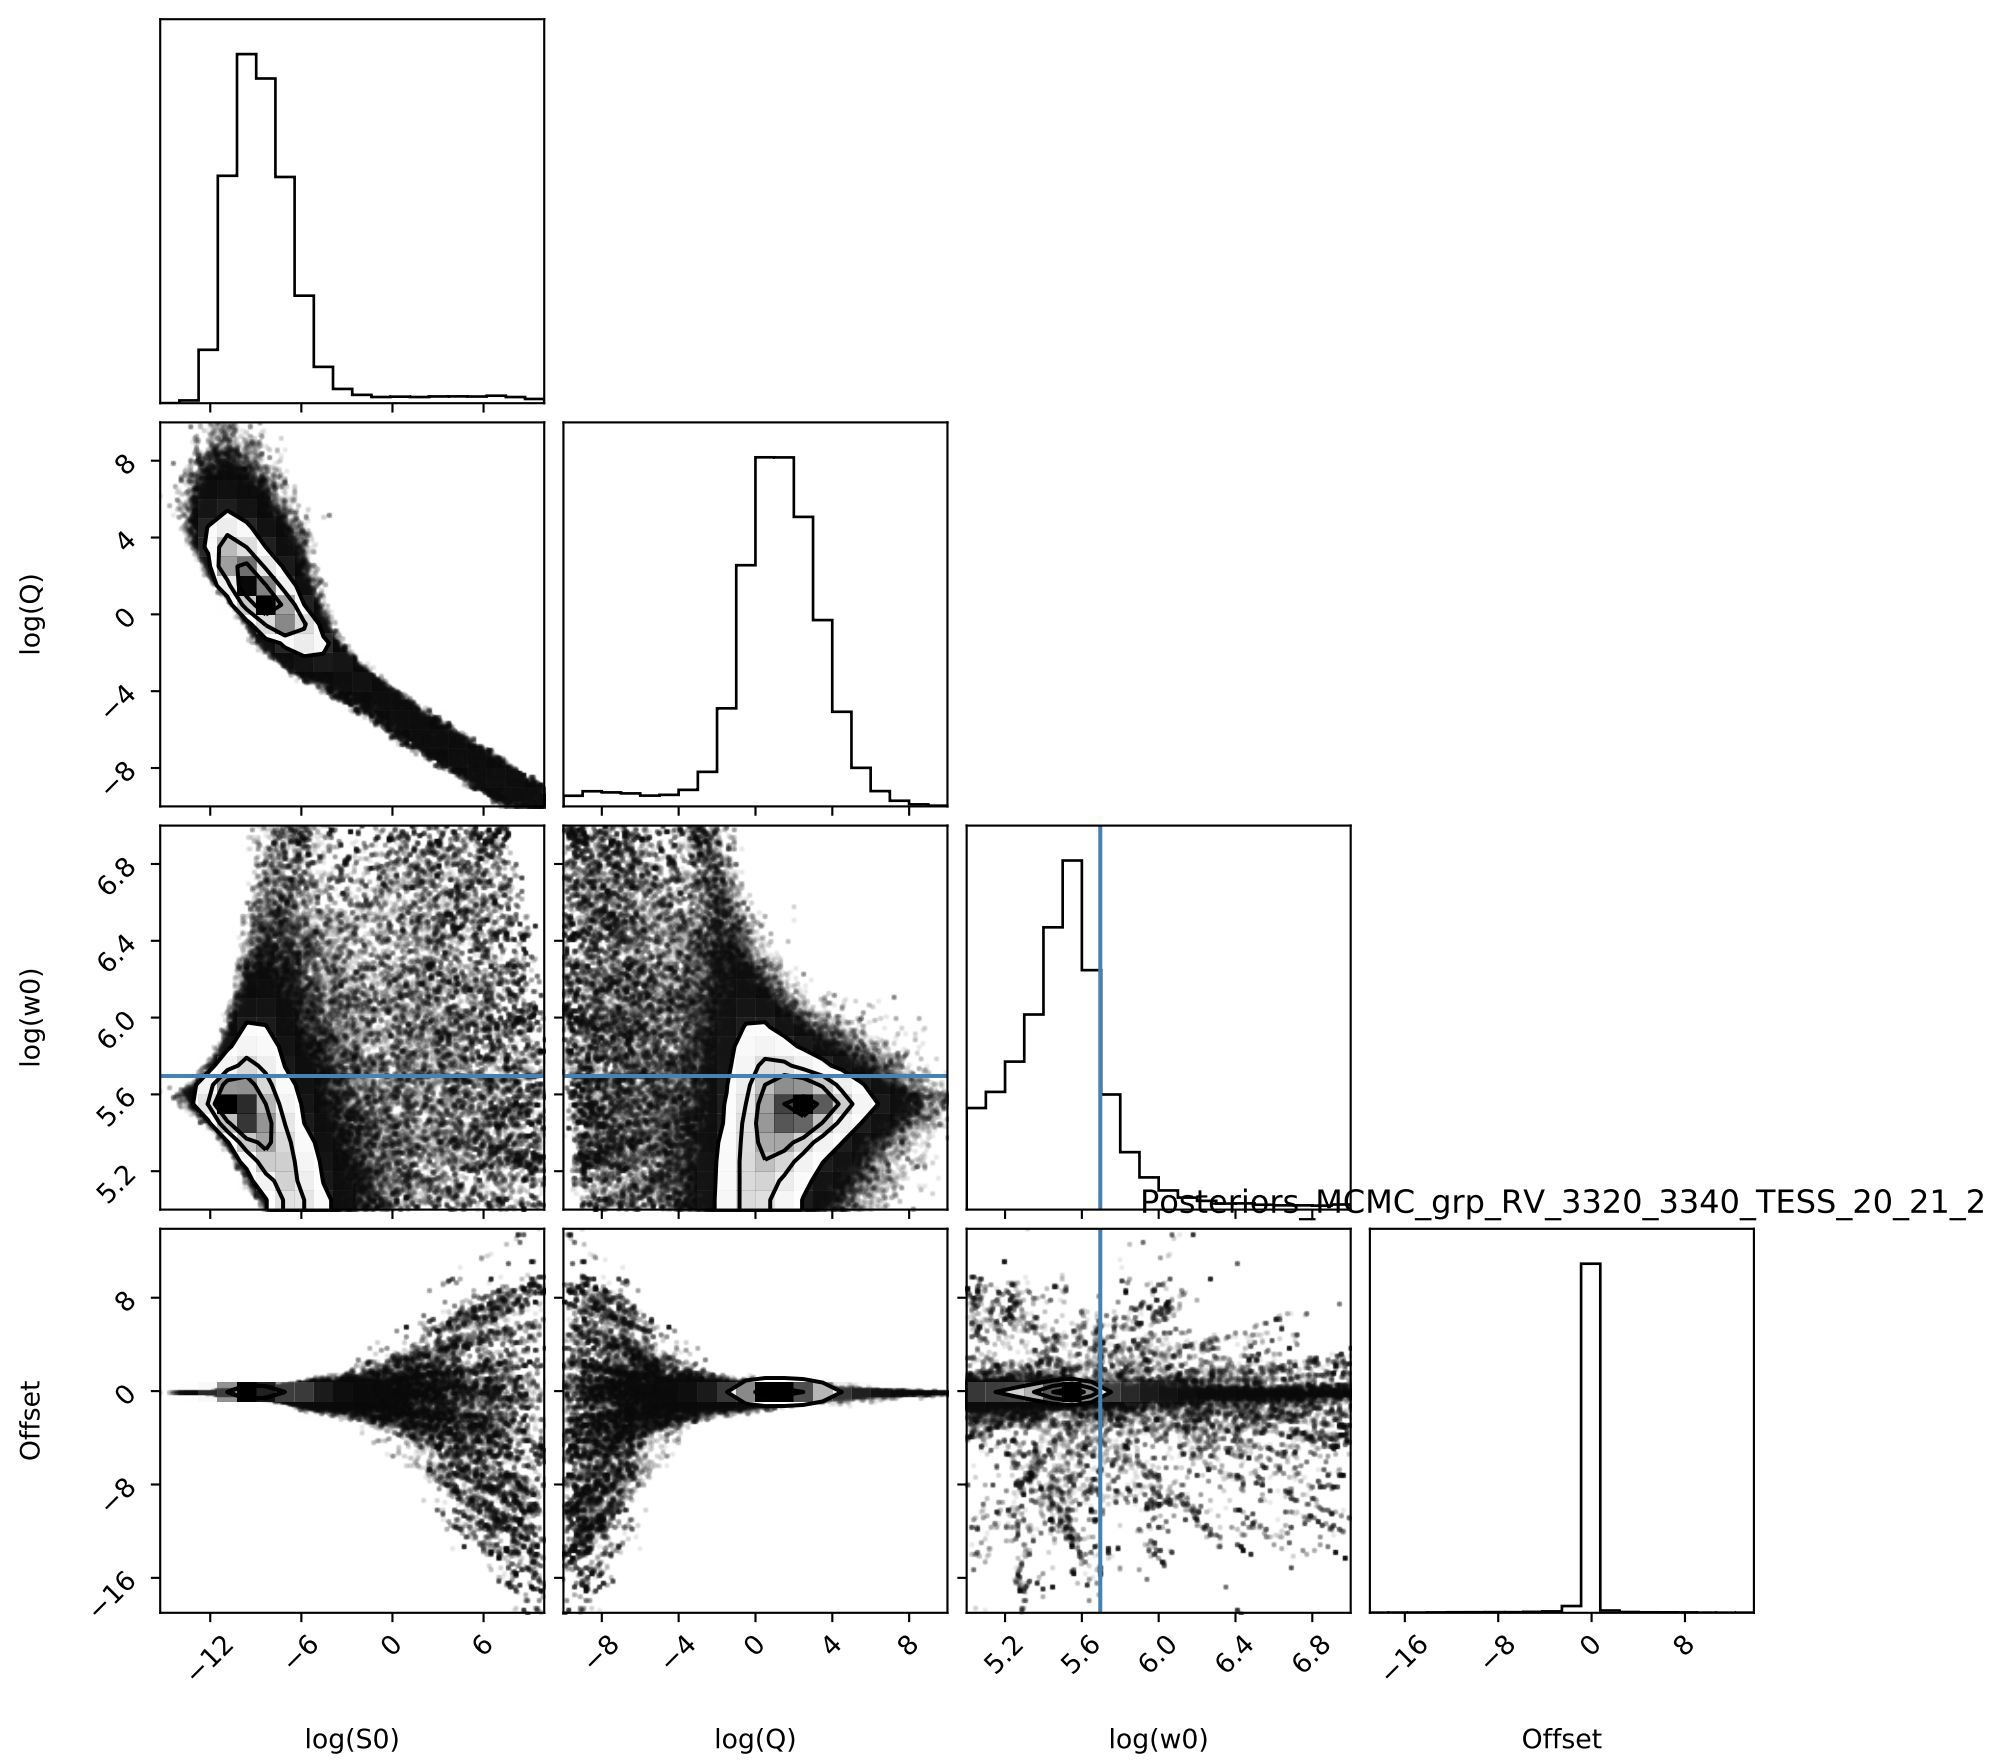 8
4
0
−4
−8
log(Q)
6.8
6.4
6.0
5.6
5.2
log(w0)
Posteriors_MCMC_grp_RV_3320_3340_TESS_20_21_2
8
0
−8
−16
Offset
−12 −6 0 6
−8 −4 0 4 8
5.2 5.6 6.0 6.4 6.8
−16 −8 0 8
log(S0) log(Q) log(w0) Offset